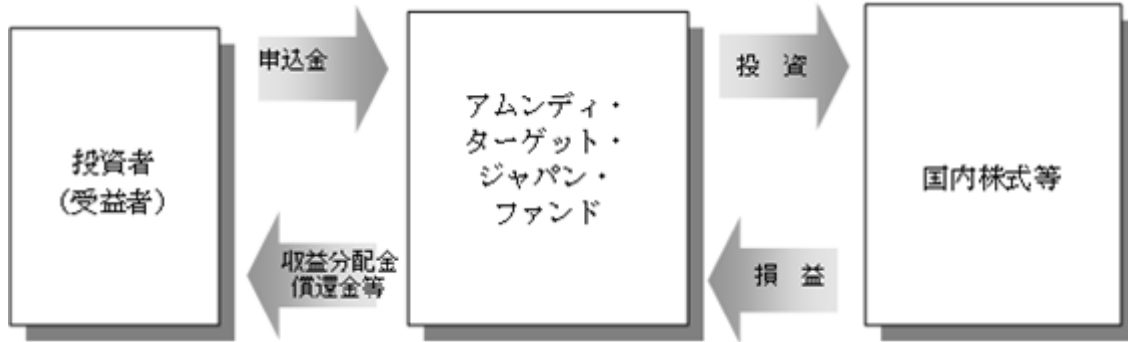 投資者
(受益者)
申込金
収益分配金
償還金等
アムンディ・
ターゲット・
ジャパン・
ファンド
投 資
損 益
国内株式等